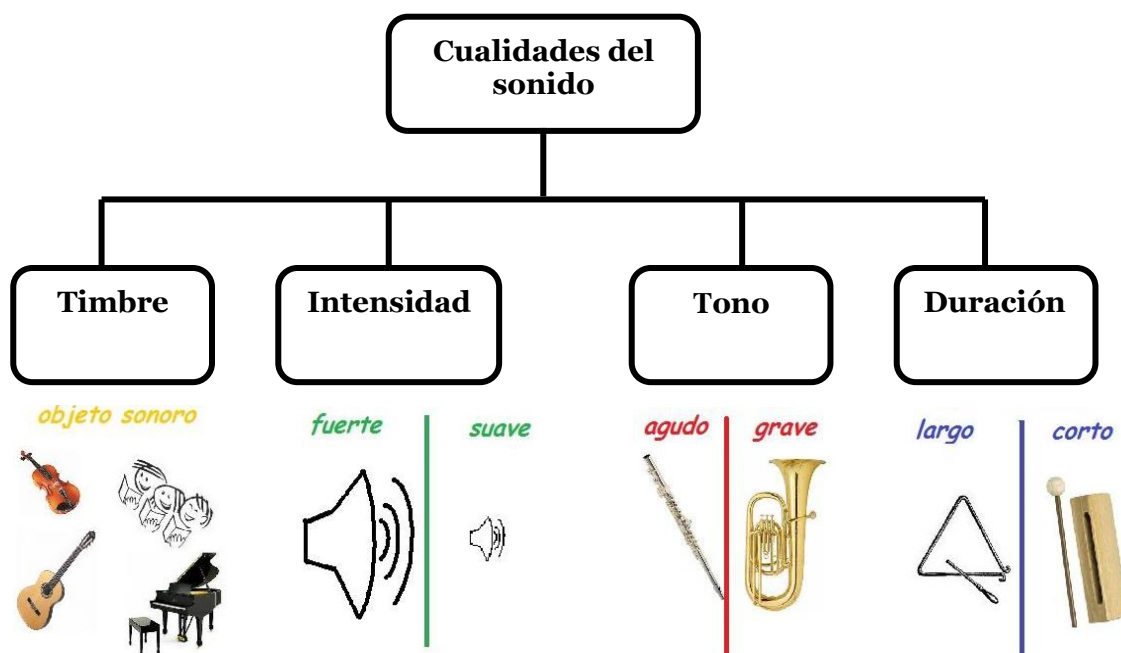 Cualidades del
sonido
Timbre
Intensidad
Tono
Duración
objeto sonoro
fuerte
suave
agudo
grave
largo
corto